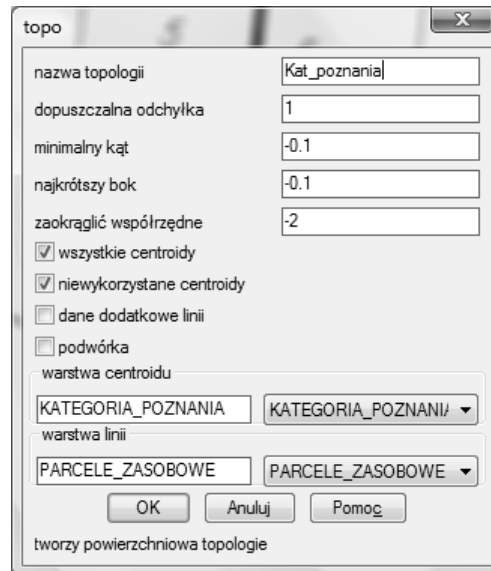 topo
nazwa topologii Kat_poznania
dopuszczalna odchyłka 1
minimalny kąt -0.1
najkrótszy bok -0.1
zaokrąglić współrzędne -2
wszystkie centroidy
niewykorzystane centroidy
dane dodatkowe linii
podwórka
warstwa centroidu
KATEGORIA_POZNANIA KATEGORIA_POZNANI
warstwa linii
PARCELE_ZASOBOWE PARCELE_ZASOBOWE
OK Anuluj Pomoc
tworzy powierzchniowa topologie